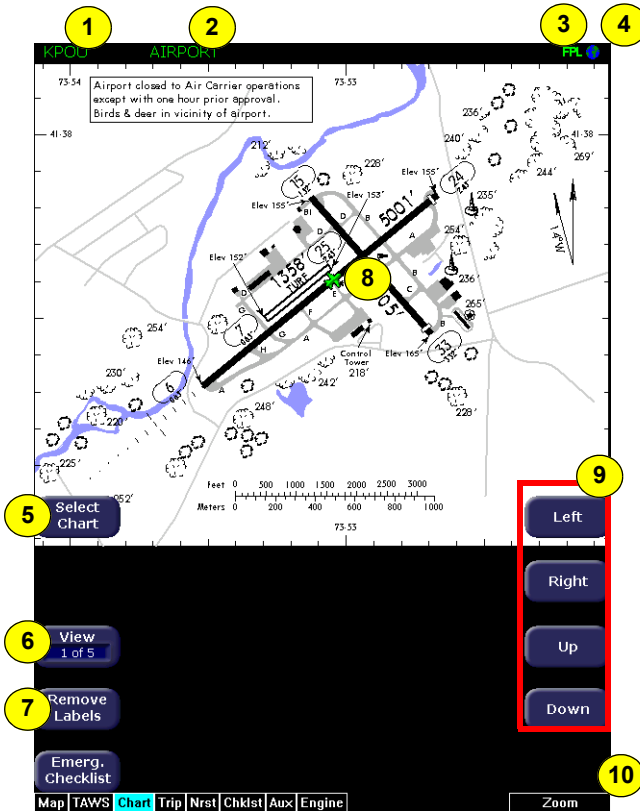 1
2
3
4
KPOU
AIRPORT
FPL
73-54
73-53
Airport closed to Air Carrier operations
except with one hour prior approval.
Birds & deer in vicinity of airport.
41-38
41-38
236'
240'
269'
244'
212'
228'
15
Elev 155'
24
Elev 155'
Elev 153'
235'
BI
D
D
B
5001'
A
254'
14°W
25
Elev 152'
1358'
TURF
8
236'
D
G
E
C
05'
265'
7
G
F
B
254'
H
A
Control
Tower
218'
Elev 165'
33
Elev 146'
230'
6
A
242'
248'
228'
220'
225'
252'
Feet 0 500 1000 1500 2000 2500 3000
Meters 0 200 400 600 800 1000
73-53
9
5
Select
Chart
Left
Right
6
View
1 of 5
Up
7
Remove
Labels
Down
Emerg.
Checklist
10
Map TAWS Chart Trip Nrst Chklst Aux Engine
Zoom